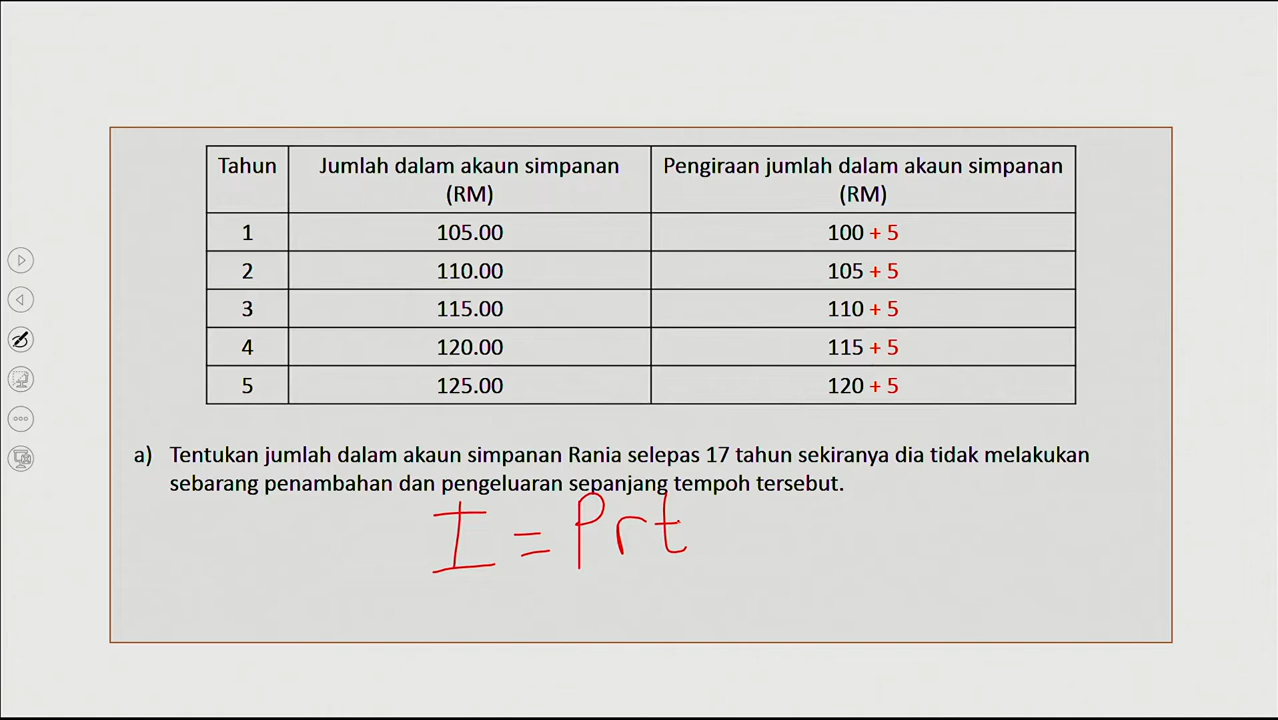 Tahun Jumlah dalam akaun simpanan (RM) Pengiraan jumlah dalam akaun simpanan (RM)
1 105.00 100 + 5
2 110.00 105 + 5
3 115.00 110 + 5
4 120.00 115 + 5
5 125.00 120 + 5
a) Tentukan jumlah dalam akaun simpanan Rania selepas 17 tahun sekiranya dia tidak melakukan
sebarang penambahan dan pengeluaran sepanjang tempoh tersebut.
I = Prt